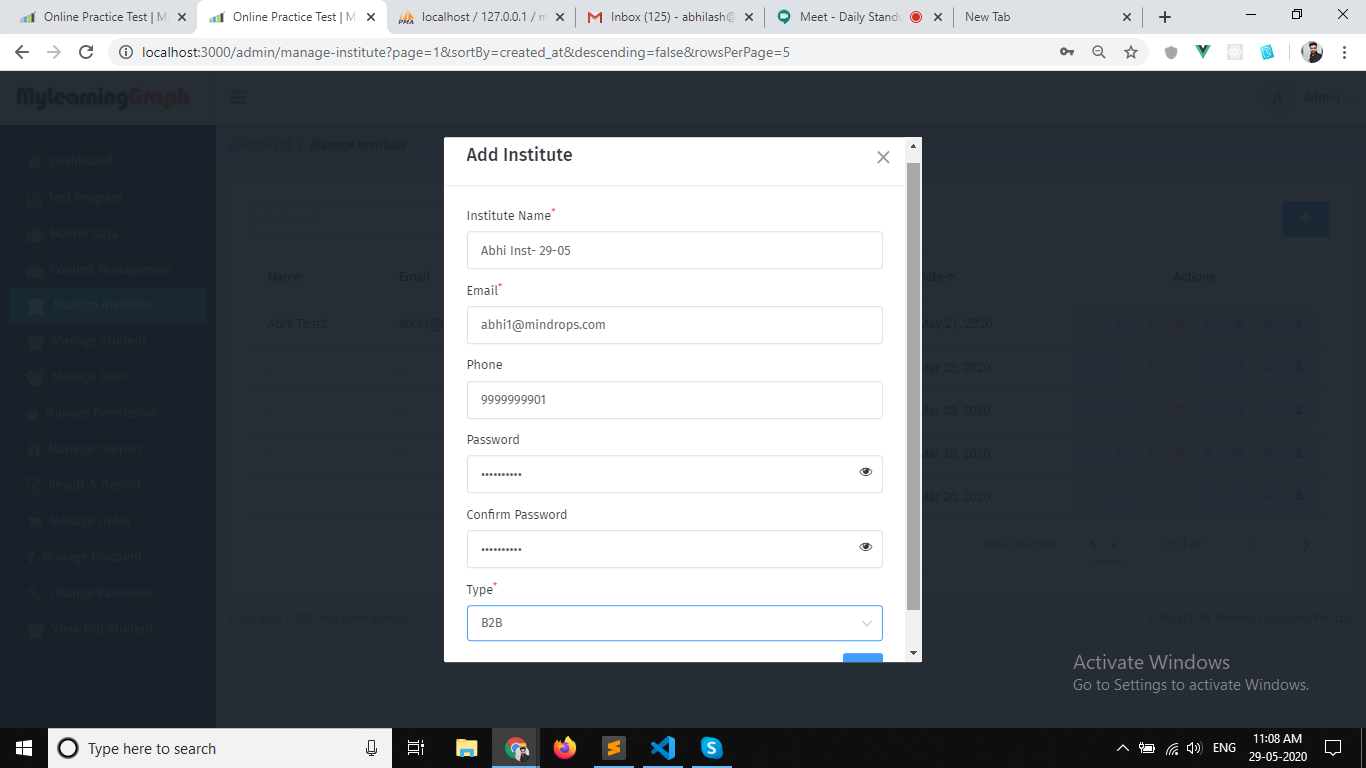 Online Practice Test | M
Online Practice Test | M
localhost / 127.0.0.1 / m
Inbox (125) - abhilash@
Meet - Daily Standu
New Tab
localhost:3000/admin/manage-institute?page=1&sortBy=created_at&descending=false&rowsPerPage=5
MyLearningGraph
A Admin
Dashboard / Manage Institute
Dashboard
Test Program
Master Data
Content Management
Manage Institute
Manage Student
Manage User
Manage Permission
Manage Coupon
Result & Report
Manage Order
Manage Discount
Change Password
View Top Student
Search
Name Email Date Actions
Abhi Test2 abhi1@ May 21, 2020
- - Mar 23, 2020
- - Mar 23, 2020
- - Mar 20, 2020
Mar 20, 2020
Rows per page: 5 1-5 of 47
Copyrights © 2020 MyLearningGraph.
POWERED BY Mindrops Solutions Pvt. Ltd.
Add Institute
Institute Name*
Abhi Inst- 29-05
Email*
abhi1@mindrops.com
Phone
9999999901
Password
••••••••••
Confirm Password
••••••••••
Type*
B2B
Activate Windows
Go to Settings to activate Windows.
Type here to search
ENG
11:08 AM
29-05-2020